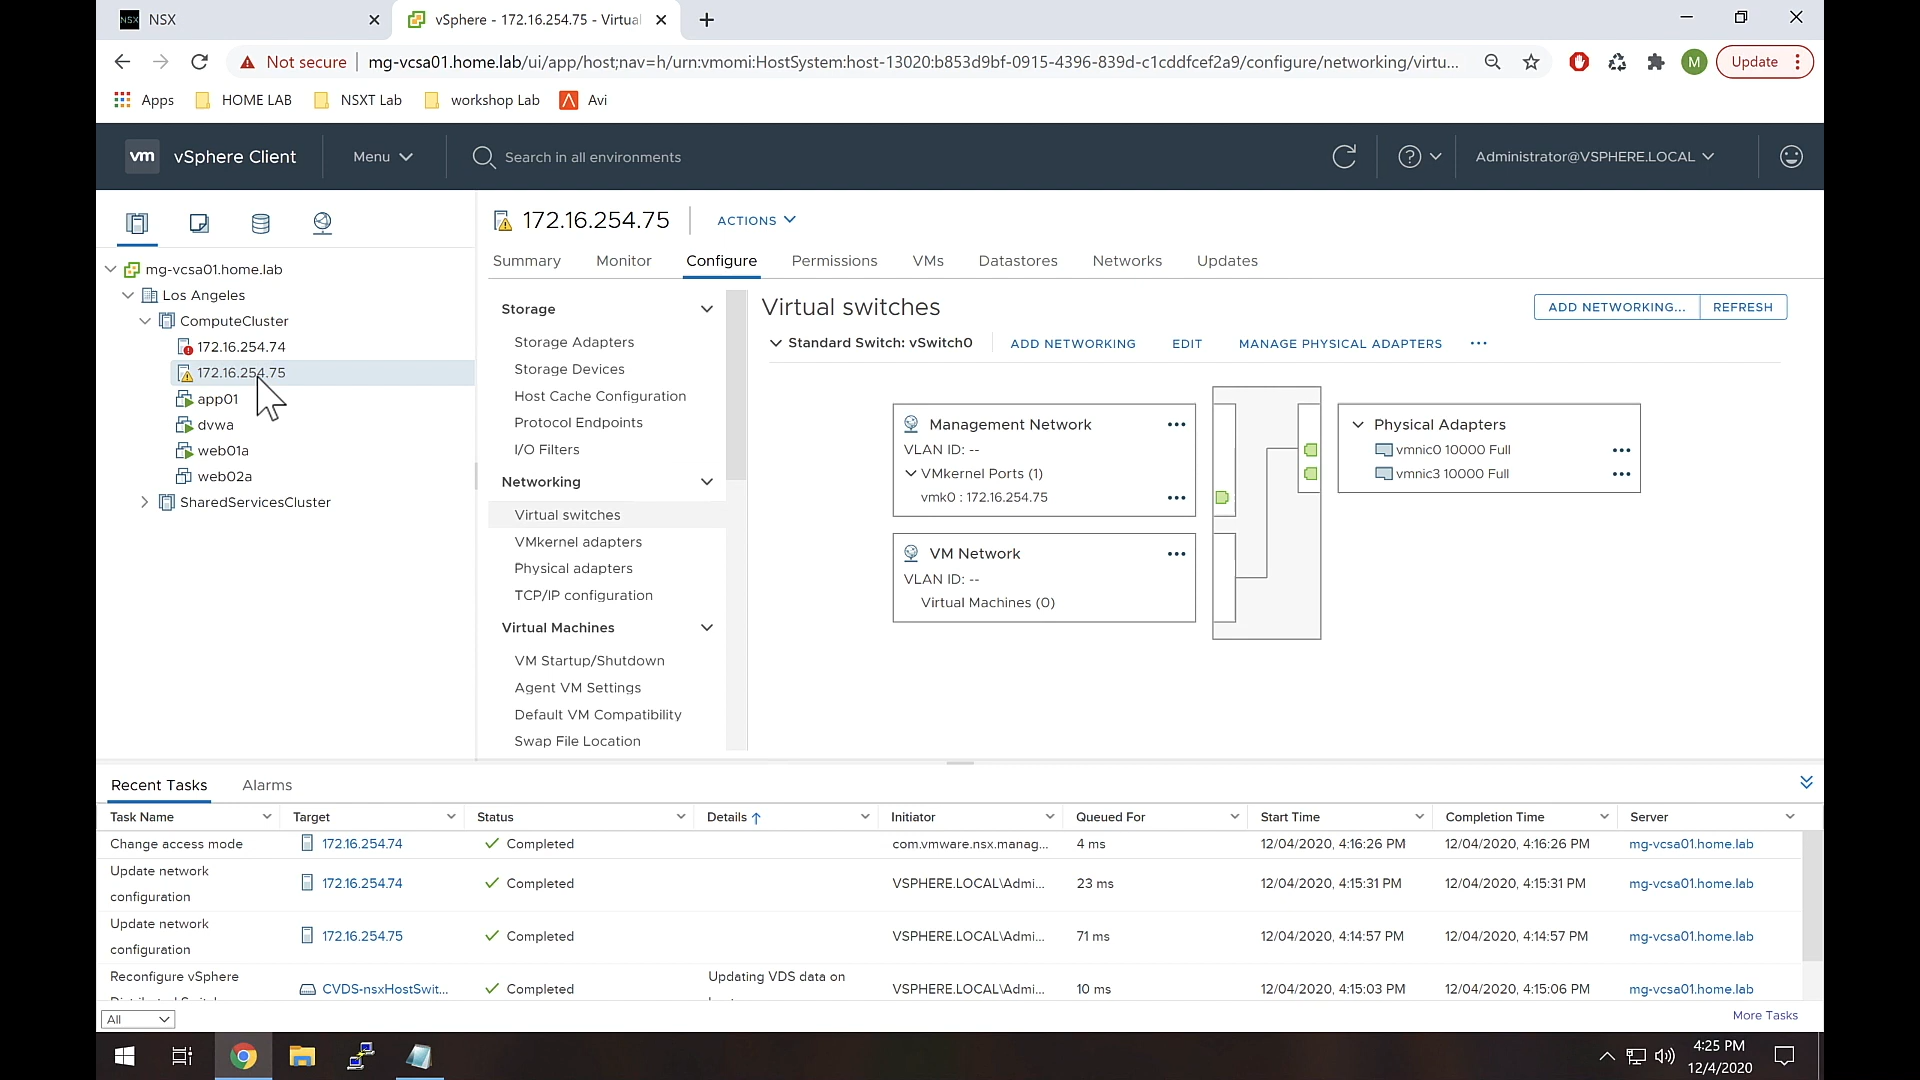 NSX
NSX
vSphere - 172.16.254.75 - Virtual
Not secure
mg-vcsa01.home.lab/ui/app/host;nav=h/urn:vmomi:HostSystem:host-13020:b853d9bf-0915-4396-839d-c1cddfcef2a9/configure/networking/virtu...
M
Update
Apps
HOME LAB
NSXT Lab
workshop Lab
Avi
vm
vSphere Client
Menu
Search in all environments
Administrator@VSPHERE.LOCAL
mg-vcsa01.home.lab
Los Angeles
ComputeCluster
172.16.254.74
172.16.254.75
app01
dvwa
web01a
web02a
SharedServicesCluster
172.16.254.75
ACTIONS
Summary
Monitor
Configure
Permissions
VMs
Datastores
Networks
Updates
Storage
Storage Adapters
Storage Devices
Host Cache Configuration
Protocol Endpoints
I/O Filters
Networking
Virtual switches
VMkernel adapters
Physical adapters
TCP/IP configuration
Virtual Machines
VM Startup/Shutdown
Agent VM Settings
Default VM Compatibility
Swap File Location
Virtual switches
ADD NETWORKING...
REFRESH
Standard Switch: vSwitch0
ADD NETWORKING
EDIT
MANAGE PHYSICAL ADAPTERS
...
Management Network
...
VLAN ID: --
VMkernel Ports (1)
vmk0 : 172.16.254.75
...
VM Network
...
VLAN ID: --
Virtual Machines (0)
Physical Adapters
vmnic0 10000 Full
...
vmnic3 10000 Full
...
Recent Tasks
Alarms
Task Name
Target
Status
Details
Initiator
Queued For
Start Time
Completion Time
Server
Change access mode
172.16.254.74
Completed
com.vmware.nsx.manag...
4 ms
12/04/2020, 4:16:26 PM
12/04/2020, 4:16:26 PM
mg-vcsa01.home.lab
Update network
configuration
172.16.254.74
Completed
VSPHERE.LOCAL\Admi...
23 ms
12/04/2020, 4:15:31 PM
12/04/2020, 4:15:31 PM
mg-vcsa01.home.lab
Update network
configuration
172.16.254.75
Completed
VSPHERE.LOCAL\Admi...
71 ms
12/04/2020, 4:14:57 PM
12/04/2020, 4:14:57 PM
mg-vcsa01.home.lab
Reconfigure vSphere
CVDS-nsxHostSwit...
Completed
Updating VDS data on
VSPHERE.LOCAL\Admi...
10 ms
12/04/2020, 4:15:03 PM
12/04/2020, 4:15:06 PM
mg-vcsa01.home.lab
All
More Tasks
4:25 PM
12/4/2020